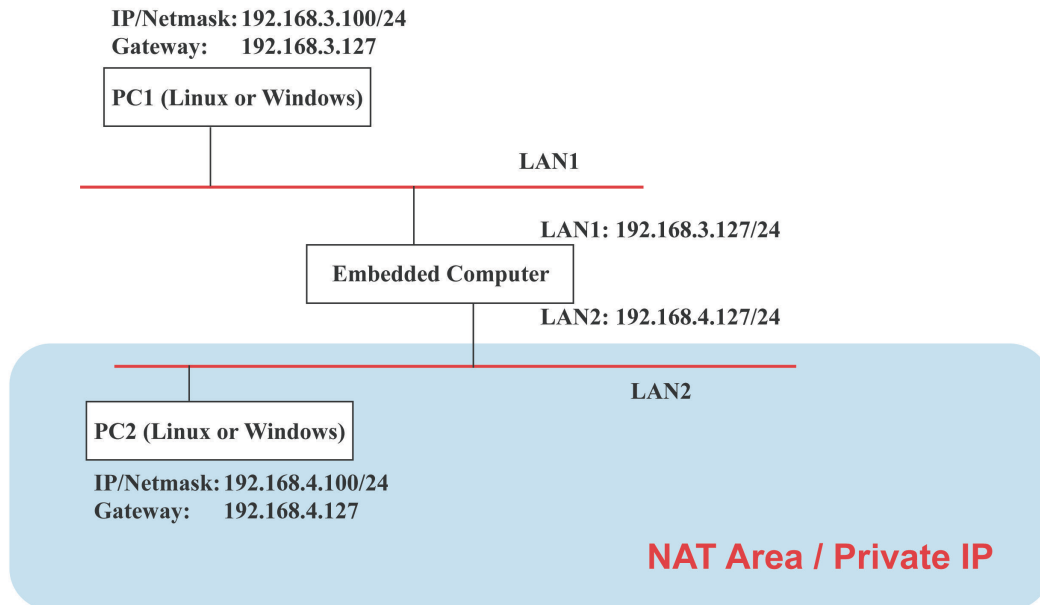 IP/Netmask: 192.168.3.100/24
Gateway: 192.168.3.127
PC1 (Linux or Windows)
LAN1
LAN1: 192.168.3.127/24
Embedded Computer
LAN2: 192.168.4.127/24
LAN2
PC2 (Linux or Windows)
IP/Netmask: 192.168.4.100/24
Gateway: 192.168.4.127
NAT Area / Private IP